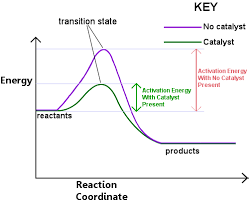 KEY
transition state
No catalyst
Catalyst
Energy
Activation Energy
With Catalyst
Present
Activation Energy
With No Catalyst
Present
reactants
products
Reaction
Coordinate